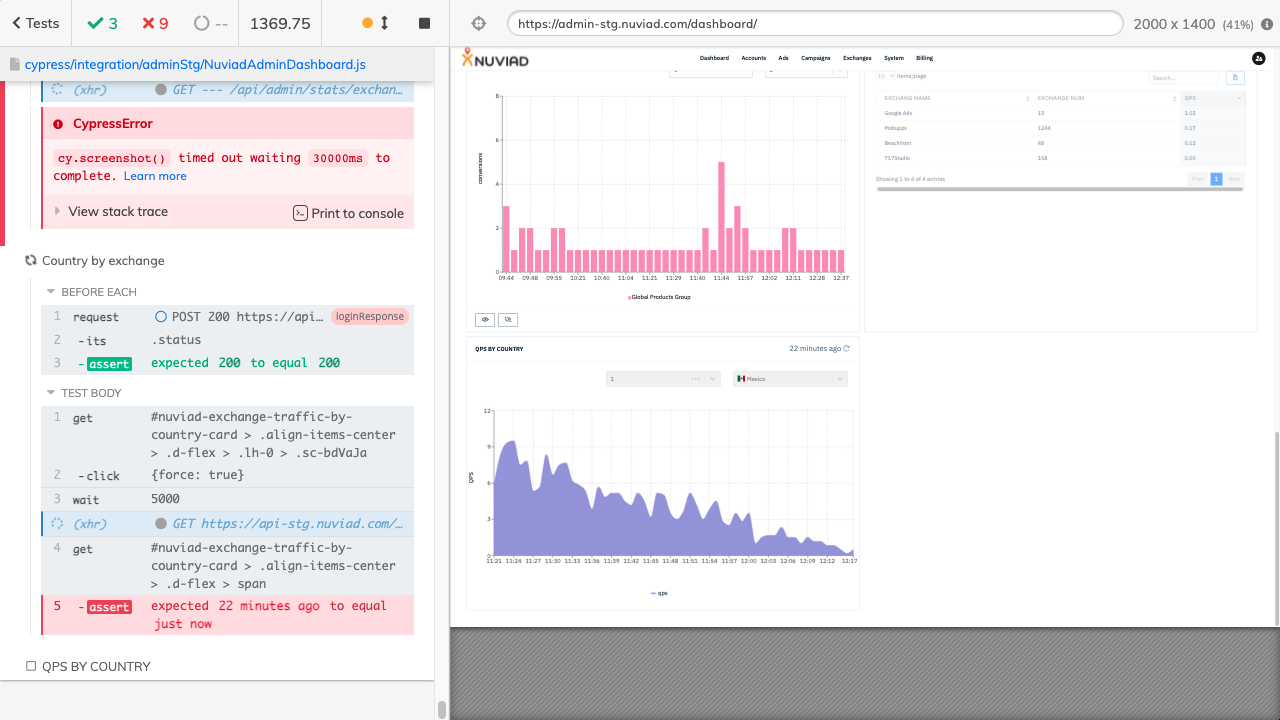 Tests
3
9
--
1369.75
https://admin-stg.nuviad.com/dashboard/
2000 x 1400 (41%)
cypress/integration/adminStg/NuviadAdminDashboard.js
(xhr) GET --- /api/admin/stats/exchan…
CypressError
cy.screenshot() timed out waiting 30000ms to
complete. Learn more
View stack trace
Print to console
Country by exchange
BEFORE EACH
1 request POST 200 https://api… loginResponse
2 -its .status
3 -assert expected 200 to equal 200
TEST BODY
1 get #nuviad-exchange-traffic-by-
country-card > .align-items-center
> .d-flex > .lh-0 > .sc-bdVaJa
2 -click {force: true}
3 wait 5000
(xhr) GET https://api-stg.nuviad.com/…
4 get #nuviad-exchange-traffic-by-
country-card > .align-items-center
> .d-flex > span
5 -assert expected 22 minutes ago to equal
just now
QPS BY COUNTRY
NUVIAD
Dashboard Accounts Ads Campaigns Exchanges System Billing
8
6
4
2
0
conversions
09:44 09:48 09:55 10:21 10:40 11:04 11:21 11:29 11:40 11:44 11:57 12:02 12:11 12:28 12:37
Global Products Group
10 items/page
Search...
EXCHANG NAME EXCHANGE NUM QPS
Google Ads 13 1.02
Mobupps 1244 0.17
Beachfront 48 0.12
717Studio 158 0.00
Showing 1 to 4 of 4 entries
Prev 1 Next
QPS BY COUNTRY
22 minutes ago
1
Mexico
12
9
6
3
0
QPS
11:21 11:24 11:27 11:30 11:33 11:36 11:39 11:42 11:45 11:48 11:51 11:54 11:57 12:00 12:03 12:06 12:09 12:12 12:17
qps